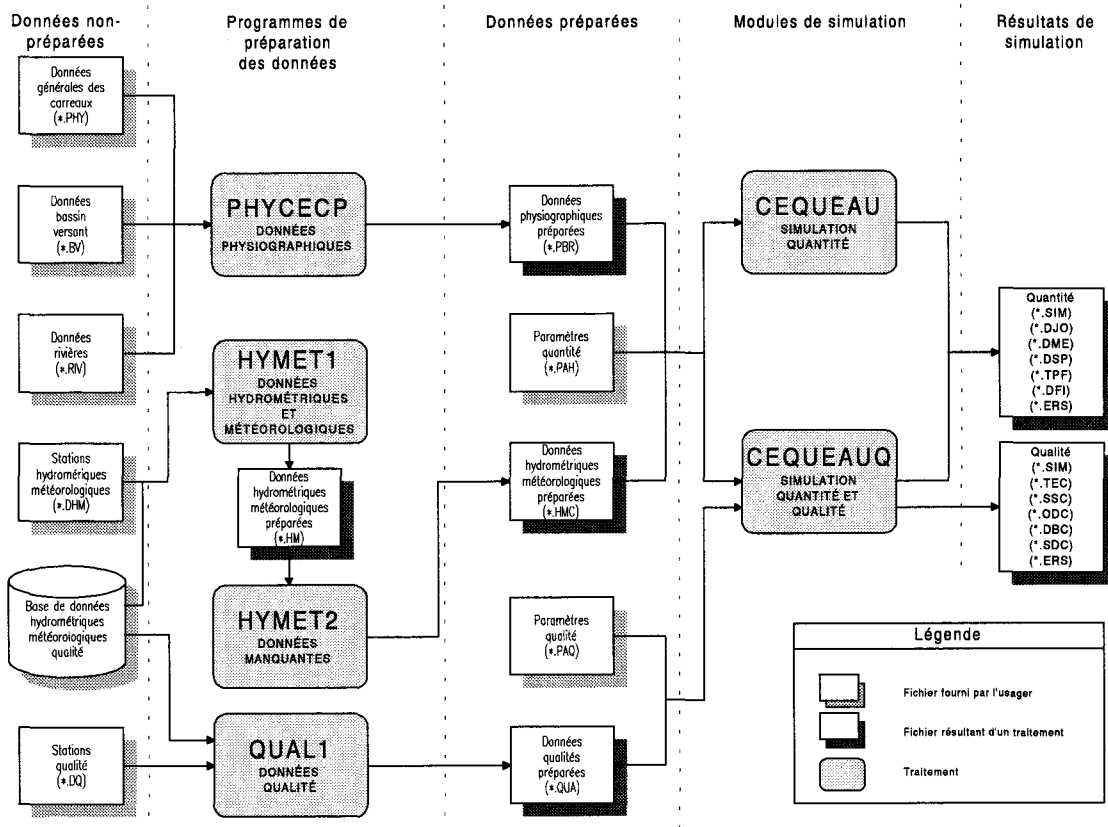 Données non-
préparées
Programmes de
préparation
des données
Données préparées
Modules de simulation
Résultats de
simulation
Données
générales des
carreaux
(*.PHY)
Données
bassin
versant
(*.BV)
Données
rivières
(*.RIV)
Stations
hydromériques
météorologiques
(*.DHM)
Base de données
hydrométriques
météorologiques
qualité
Stations
qualité
(*.DQ)
PHYCECP
DONNÉES
PHYSIOGRAPHIQUES
HYMET1
DONNÉES
HYDROMÉTRIQUES
ET
MÉTÉOROLOGIQUES
Données
hydrométriques
météorologiques
préparées
(*.HM)
HYMET2
DONNÉES
MANQUANTES
QUAL1
DONNÉES
QUALITÉ
Données
physiographiques
préparées
(*.PBR)
Paramètres
quantité
(*.PAH)
Données
hydrométriques
météorologiques
préparées
(*.HMC)
Paramètres
qualité
(*.PAQ)
Données
qualités
préparées
(*.QUA)
CEQUEAU
SIMULATION
QUANTITÉ
CEQUEAUQ
SIMULATION
QUANTITÉ ET
QUALITÉ
Quantité
(*.SIM)
(*.DJO)
(*.DME)
(*.DSP)
(*.TPF)
(*.DFI)
(*.ERS)
Qualité
(*.SIM)
(*.TEC)
(*.SSC)
(*.ODC)
(*.DBC)
(*.SDC)
(*.ERS)
Légende
Fichier fourni par l'usager
Fichier résultant d'un traitement
Traitement